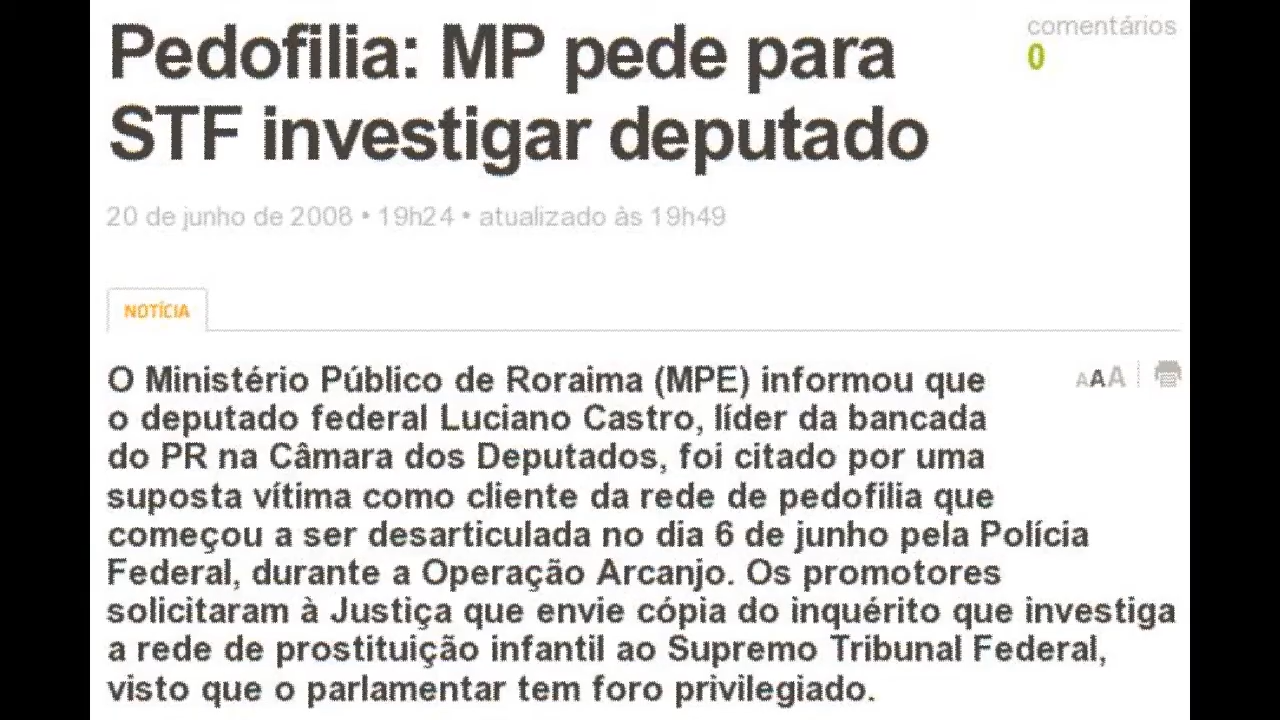 Pedofilia: MP pede para
STF investigar deputado
comentários
0
20 de junho de 2008 • 19h24 • atualizado às 19h49
NOTÍCIA
AAA
O Ministério Público de Roraima (MPE) informou que
o deputado federal Luciano Castro, líder da bancada
do PR na Câmara dos Deputados, foi citado por uma
suposta vítima como cliente da rede de pedofilia que
começou a ser desarticulada no dia 6 de junho pela Polícia
Federal, durante a Operação Arcanjo. Os promotores
solicitaram à Justiça que envie cópia do inquérito que investiga
a rede de prostituição infantil ao Supremo Tribunal Federal,
visto que o parlamentar tem foro privilegiado.